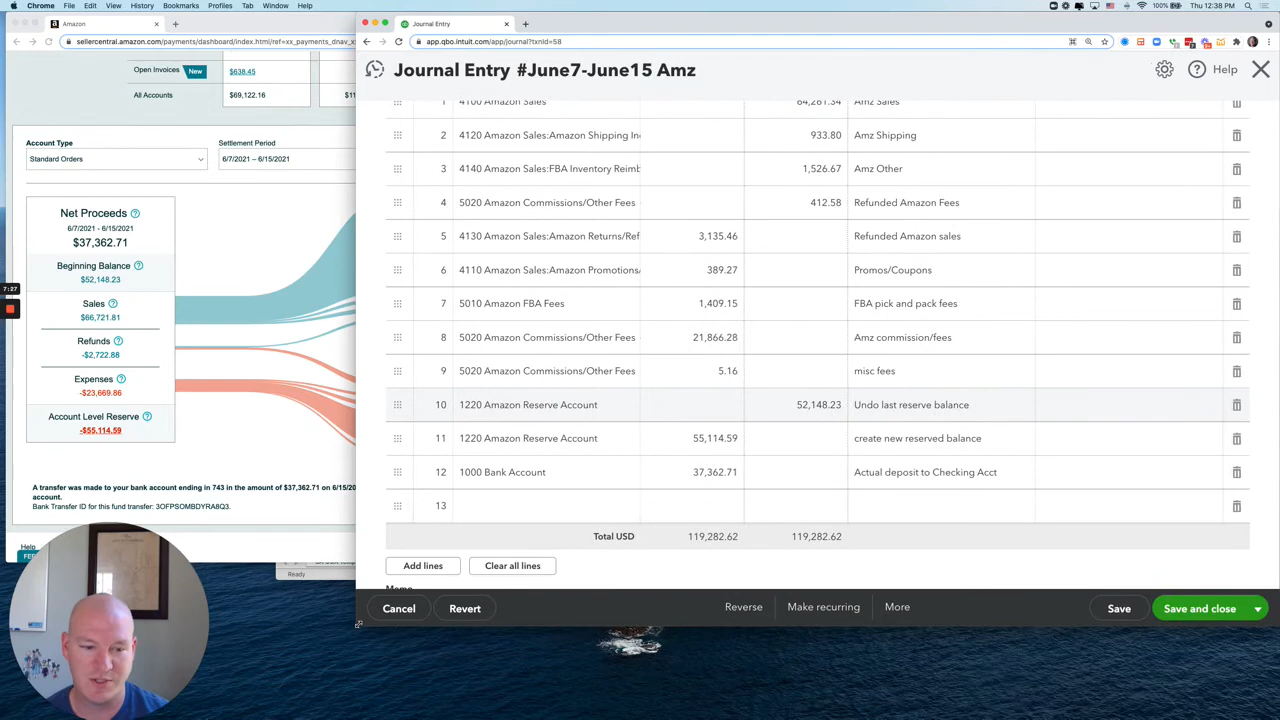 Chrome File Edit View History Bookmarks Profiles Tab Window Help
100% Thu 12:38 PM
Amazon
sellercentral.amazon.com/payments/dashboard/index.html/ref=xx_payments_dnav_x
Open Invoices New $638.45
All Accounts $69,122.16 $11
Account Type
Standard Orders
Settlement Period
6/7/2021 – 6/15/2021
Net Proceeds
6/7/2021 - 6/15/2021
$37,362.71
Beginning Balance
$52,148.23
Sales
$66,721.81
Refunds
-$2,722.88
Expenses
-$23,669.86
Account Level Reserve
-$55,114.59
A transfer was made to your bank account ending in 743 in the amount of $37,362.71 on 6/15/20
account.
Bank Transfer ID for this fund transfer: 3OFPSOMBDYRA8Q3.
Help
FEE
Ready
7:27
Journal Entry
app.qbo.intuit.com/app/journal?txnId=58
Journal Entry #June7-June15 Amz
Help
1 4100 Amazon Sales 64,261.34 Amz Sales
2 4120 Amazon Sales:Amazon Shipping In 933.80 Amz Shipping
3 4140 Amazon Sales:FBA Inventory Reimb 1,526.67 Amz Other
4 5020 Amazon Commissions/Other Fees 412.58 Refunded Amazon Fees
5 4130 Amazon Sales:Amazon Returns/Ref 3,135.46 Refunded Amazon sales
6 4110 Amazon Sales:Amazon Promotions/ 389.27 Promos/Coupons
7 5010 Amazon FBA Fees 1,409.15 FBA pick and pack fees
8 5020 Amazon Commissions/Other Fees 21,866.28 Amz commission/fees
9 5020 Amazon Commissions/Other Fees 5.16 misc fees
10 1220 Amazon Reserve Account 52,148.23 Undo last reserve balance
11 1220 Amazon Reserve Account 55,114.59 create new reserved balance
12 1000 Bank Account 37,362.71 Actual deposit to Checking Acct
13
Total USD 119,282.62 119,282.62
Add lines Clear all lines
Memo
Cancel Revert Reverse Make recurring More Save Save and close